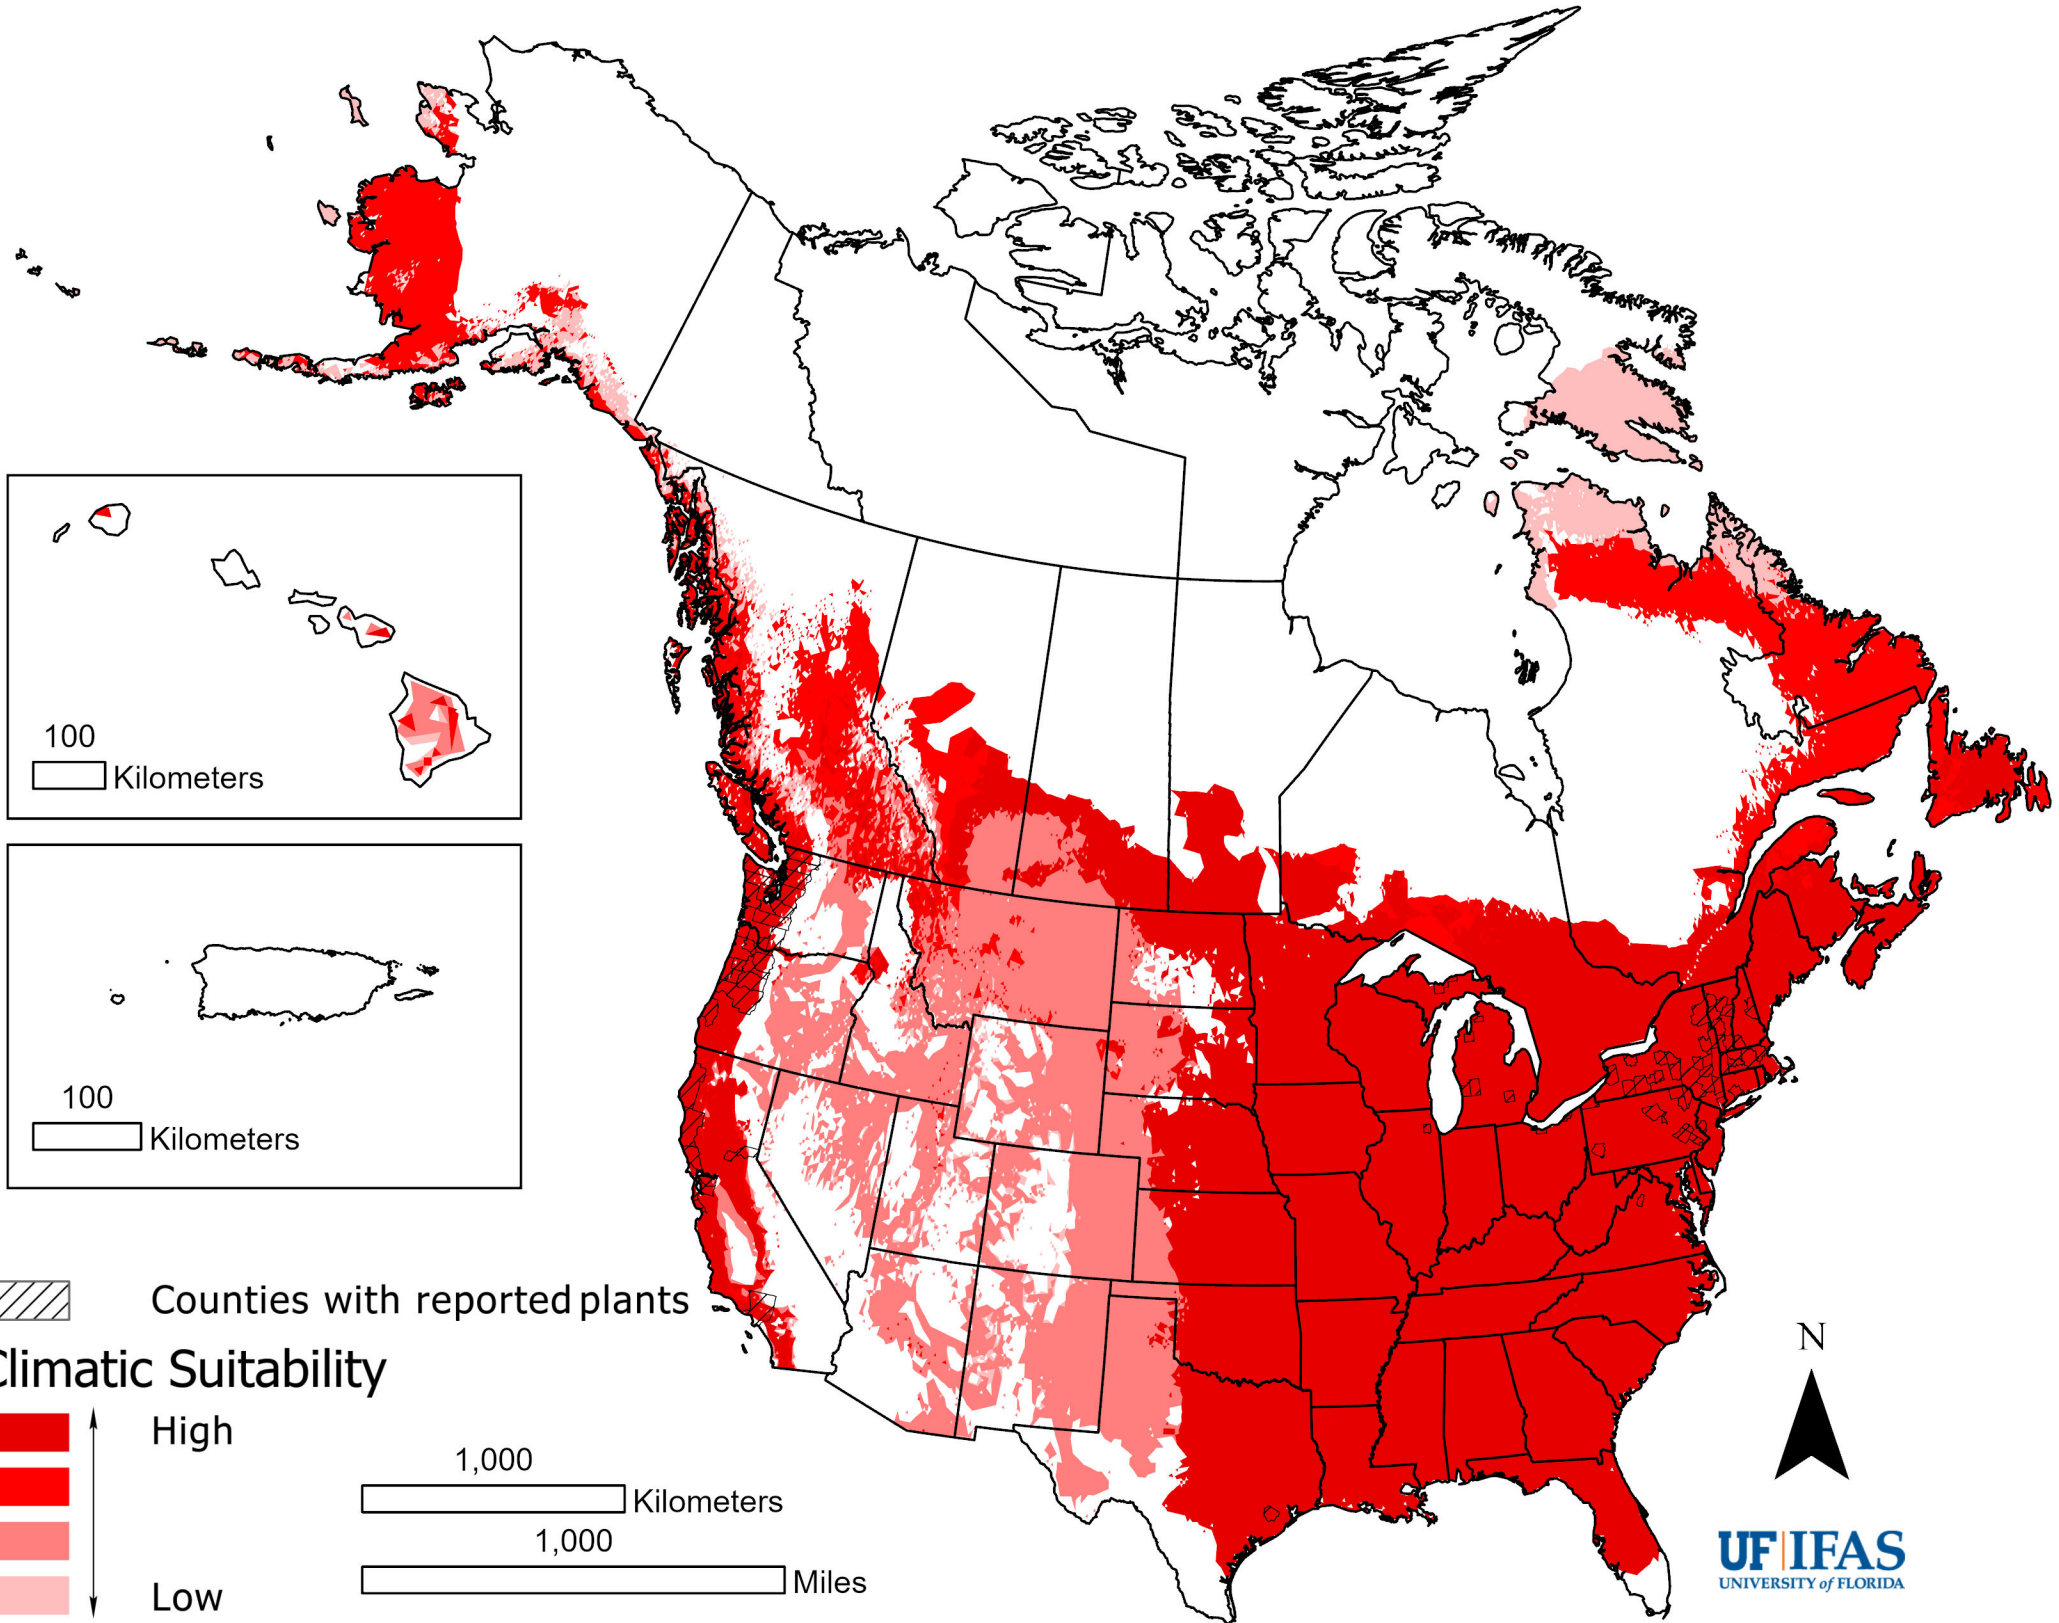 100
Kilometers
100
Kilometers
Counties with reported plants
Climatic Suitability
High
Low
1,000
Kilometers
1,000
Miles
N
UF|IFAS
UNIVERSITY of FLORIDA